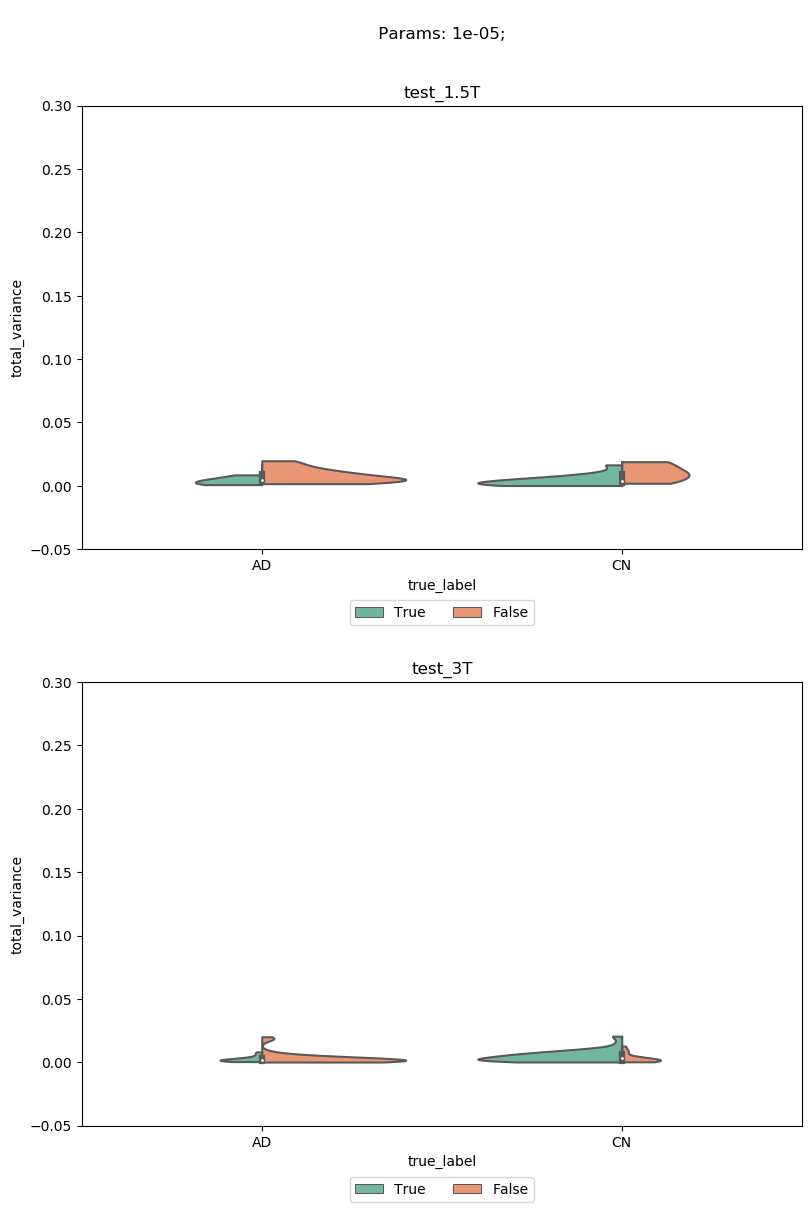 Params: 1e-05;
test_1.5T
0.30
0.25
0.20
0.15
0.10
0.05
0.00
−0.05
total_variance
AD CN
true_label
True False
test_3T
0.30
0.25
0.20
0.15
0.10
0.05
0.00
−0.05
total_variance
AD CN
true_label
True False